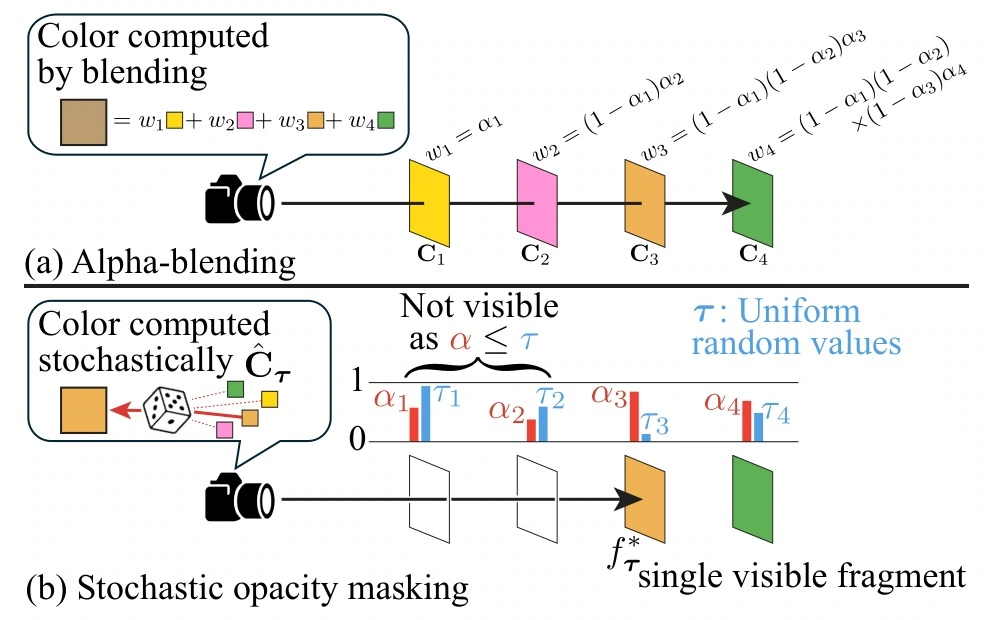 Color computed
by blending
= w₁ + w₂ + w₃ + w₄
w₁ = α₁
w₂ = (1 − α₁)α₂
w₃ = (1 − α₁)(1 − α₂)α₃
w₄ = (1 − α₁)(1 − α₂)
×(1 − α₃)α₄
C₁ C₂ C₃ C₄
(a) Alpha-blending
Color computed
stochastically Ĉ_τ
Not visible
as α ≤ τ
τ : Uniform
random values
1
0
α₁ τ₁ α₂ τ₂ α₃ τ₃ α₄ τ₄
f*_τ
single visible fragment
(b) Stochastic opacity masking